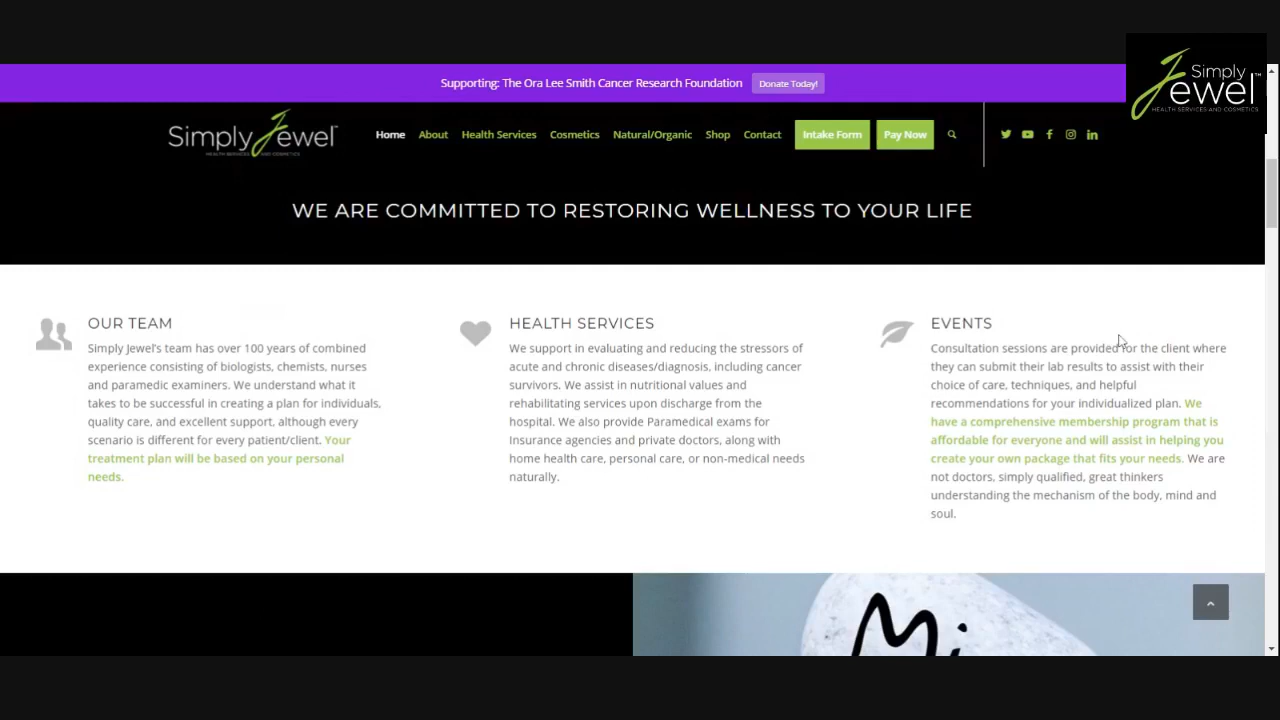 Supporting: The Ora Lee Smith Cancer Research Foundation Donate Today!
Simply Jewel™
HEALTH SERVICES AND COSMETICS
Simply Jewel™
HEALTH SERVICES AND COSMETICS
Home About Health Services Cosmetics Natural/Organic Shop Contact Intake Form Pay Now
WE ARE COMMITTED TO RESTORING WELLNESS TO YOUR LIFE
OUR TEAM
Simply Jewel's team has over 100 years of combined
experience consisting of biologists, chemists, nurses
and paramedic examiners. We understand what it
takes to be successful in creating a plan for individuals,
quality care, and excellent support, although every
scenario is different for every patient/client. Your
treatment plan will be based on your personal
needs.
HEALTH SERVICES
We support in evaluating and reducing the stressors of
acute and chronic diseases/diagnosis, including cancer
survivors. We assist in nutritional values and
rehabilitating services upon discharge from the
hospital. We also provide Paramedical exams for
Insurance agencies and private doctors, along with
home health care, personal care, or non-medical needs
naturally.
EVENTS
Consultation sessions are provided for the client where
they can submit their lab results to assist with their
choice of care, techniques, and helpful
recommendations for your individualized plan. We
have a comprehensive membership program that is
affordable for everyone and will assist in helping you
create your own package that fits your needs. We are
not doctors, simply qualified, great thinkers
understanding the mechanism of the body, mind and
soul.
Mi